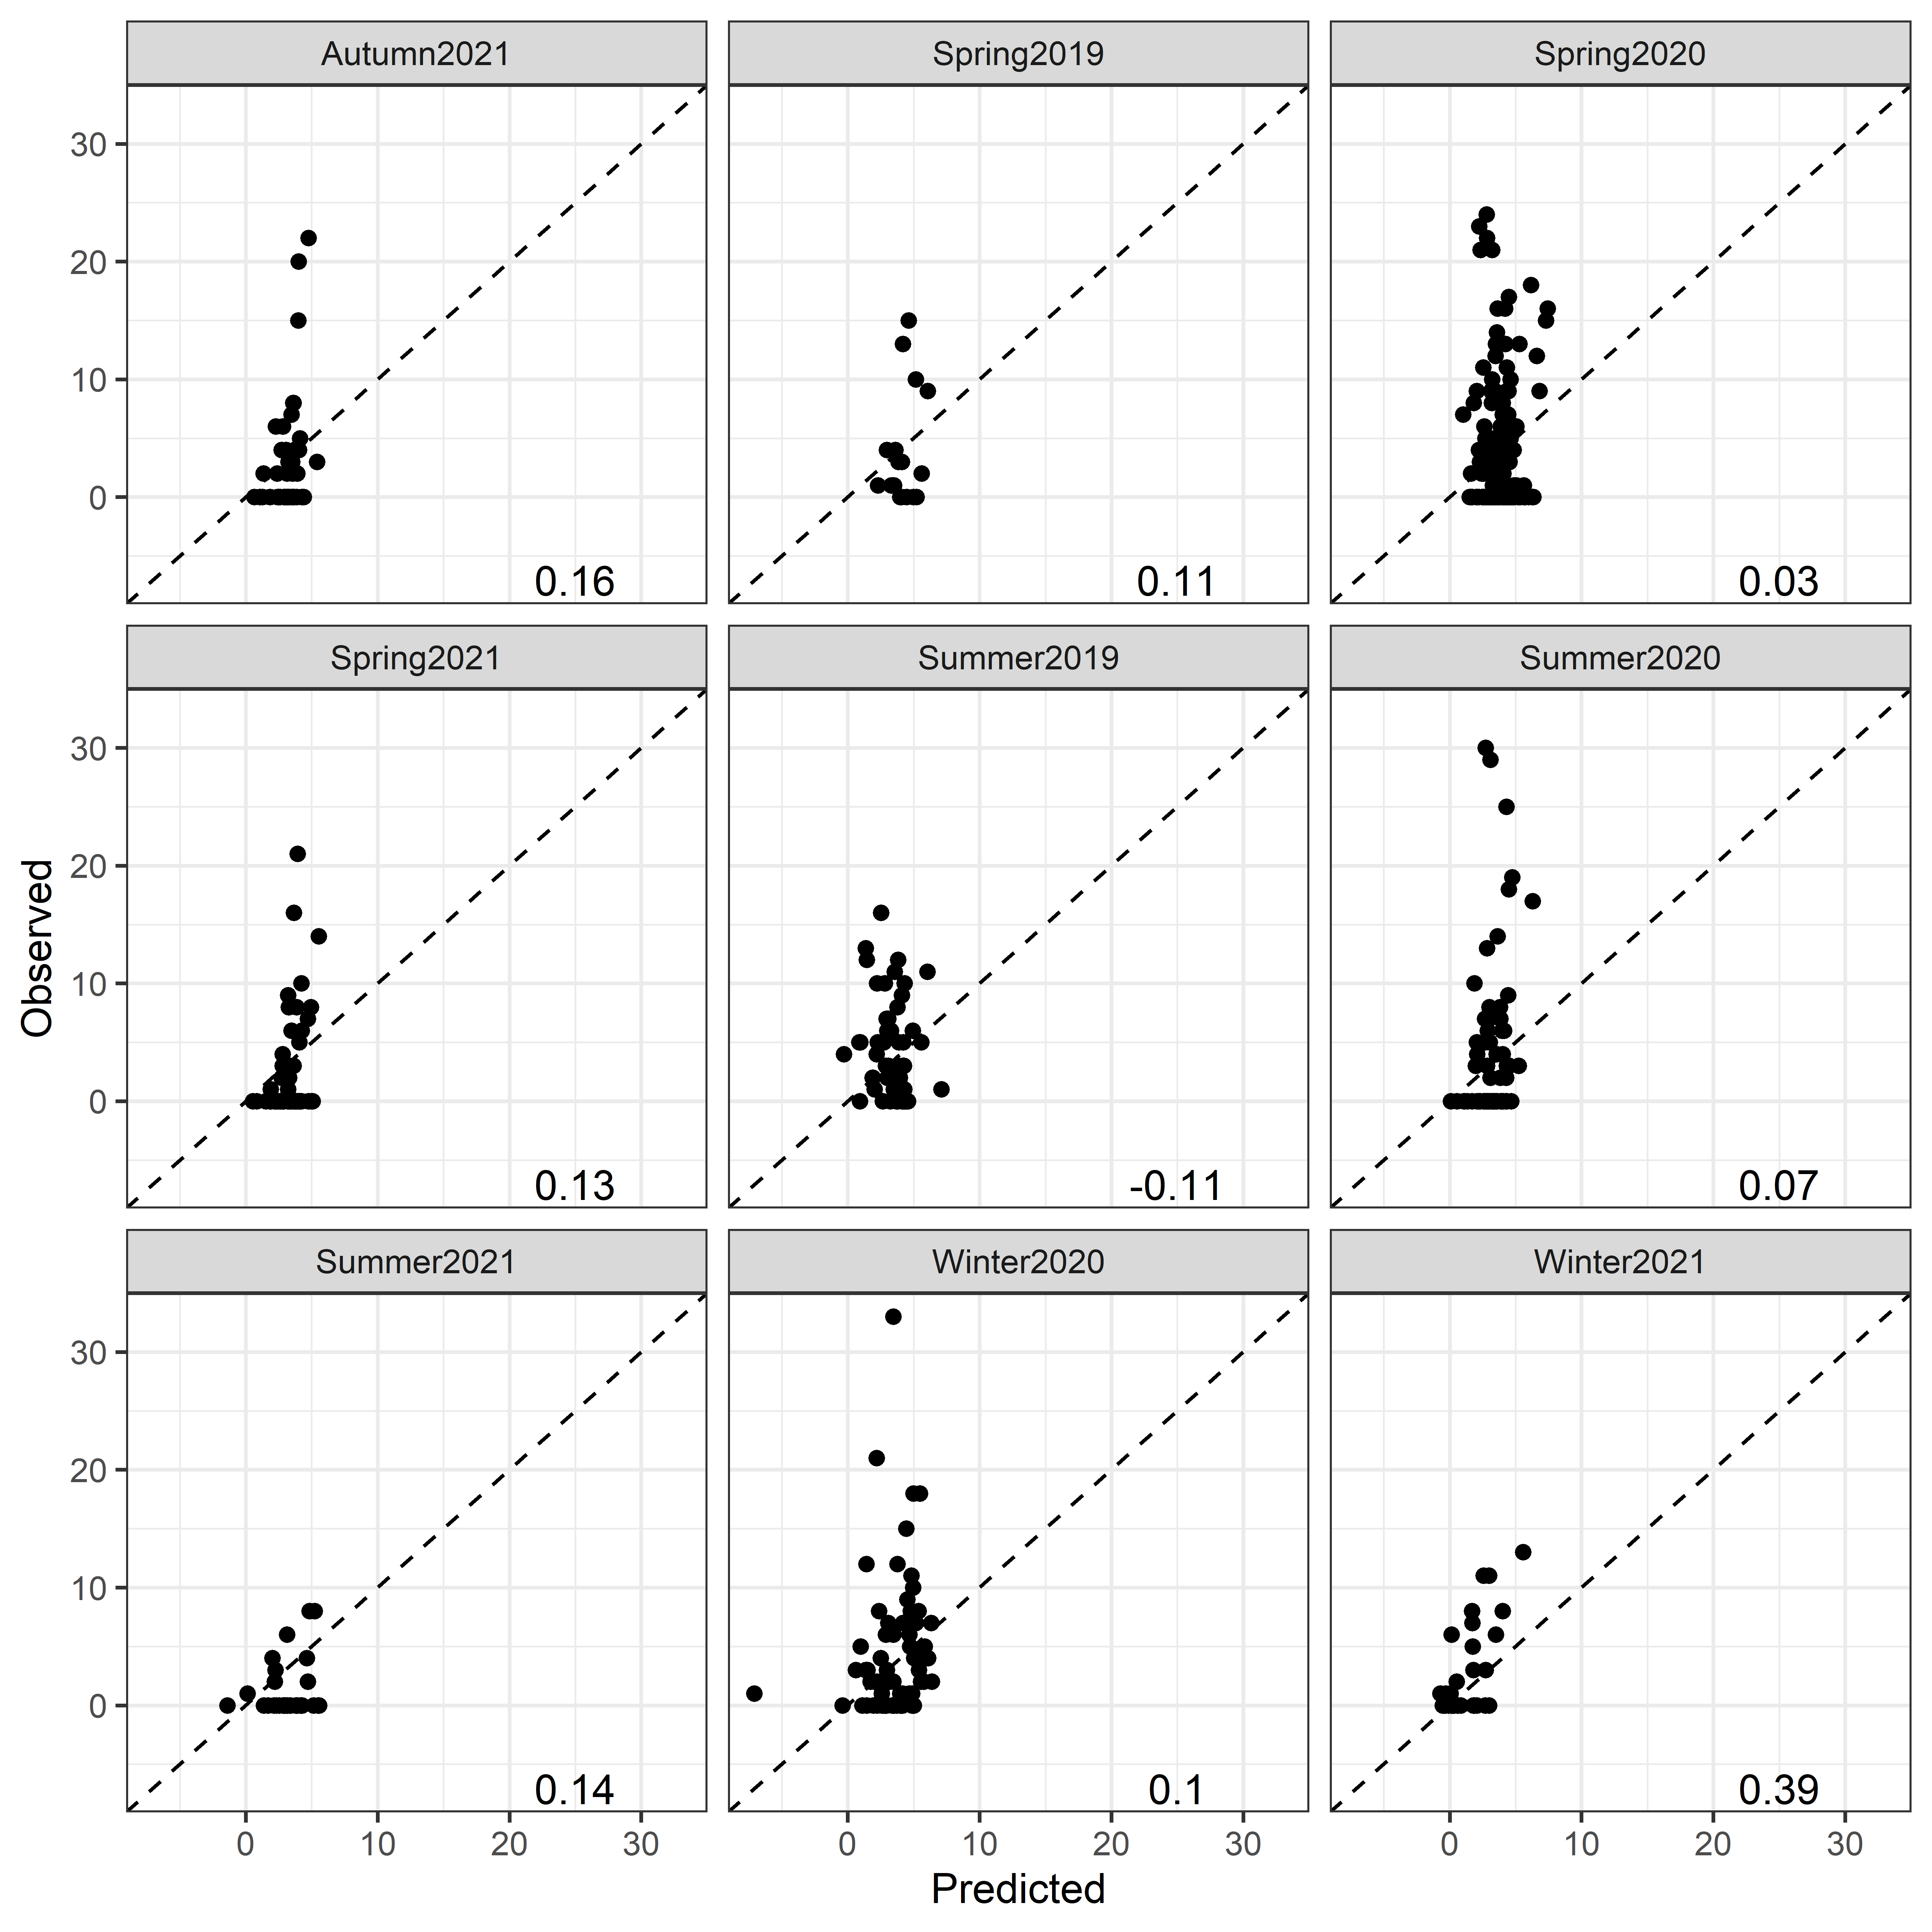 Autumn2021 Spring2019 Spring2020
30
20
10
0
0.16 0.11 0.03
Spring2021 Summer2019 Summer2020
30
20
10
0
0.13 -0.11 0.07
Observed
Summer2021 Winter2020 Winter2021
30
20
10
0
0.14 0.1 0.39
0 10 20 30 0 10 20 30 0 10 20 30
Predicted